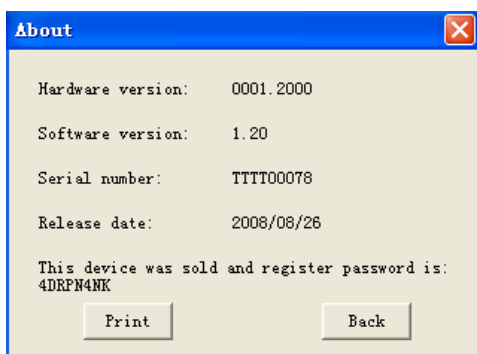 About
Hardware version: 0001.2000
Software version: 1.20
Serial number: TTTT00078
Release date: 2008/08/26
This device was sold and register password is:
4DRPN4NK
Print Back